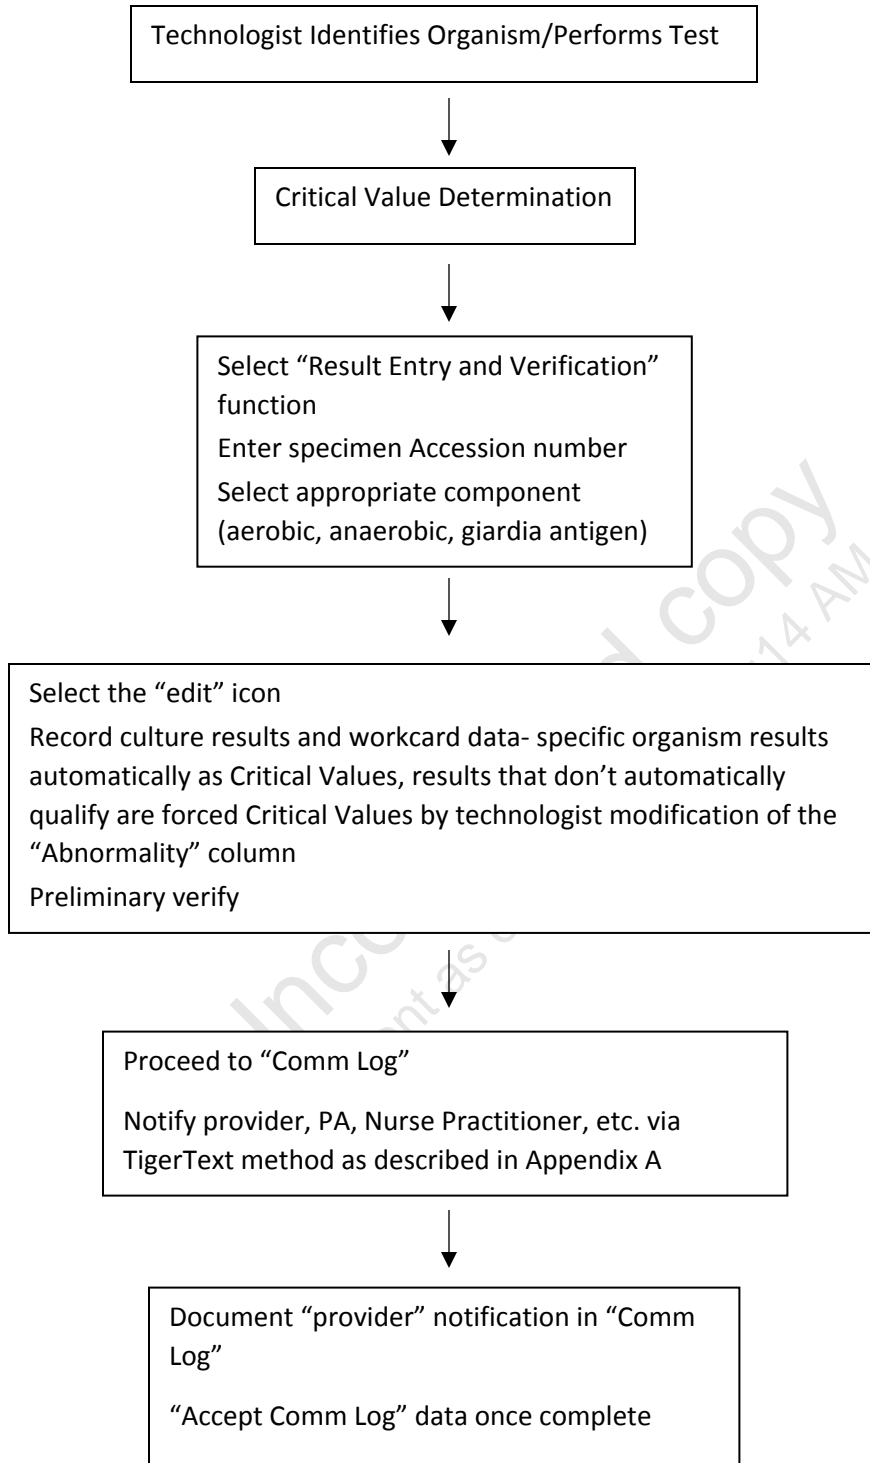 Technologist Identifies Organism/Performs Test
Critical Value Determination
Select “Result Entry and Verification”
function
Enter specimen Accession number
Select appropriate component
(aerobic, anaerobic, giardia antigen)
Select the “edit” icon
Record culture results and workcard data- specific organism results
automatically as Critical Values, results that don’t automatically
qualify are forced Critical Values by technologist modification of the
“Abnormality” column
Preliminary verify
Proceed to “Comm Log”
Notify provider, PA, Nurse Practitioner, etc. via
TigerText method as described in Appendix A
Document “provider” notification in “Comm
Log”
“Accept Comm Log” data once complete
copy
14 AM